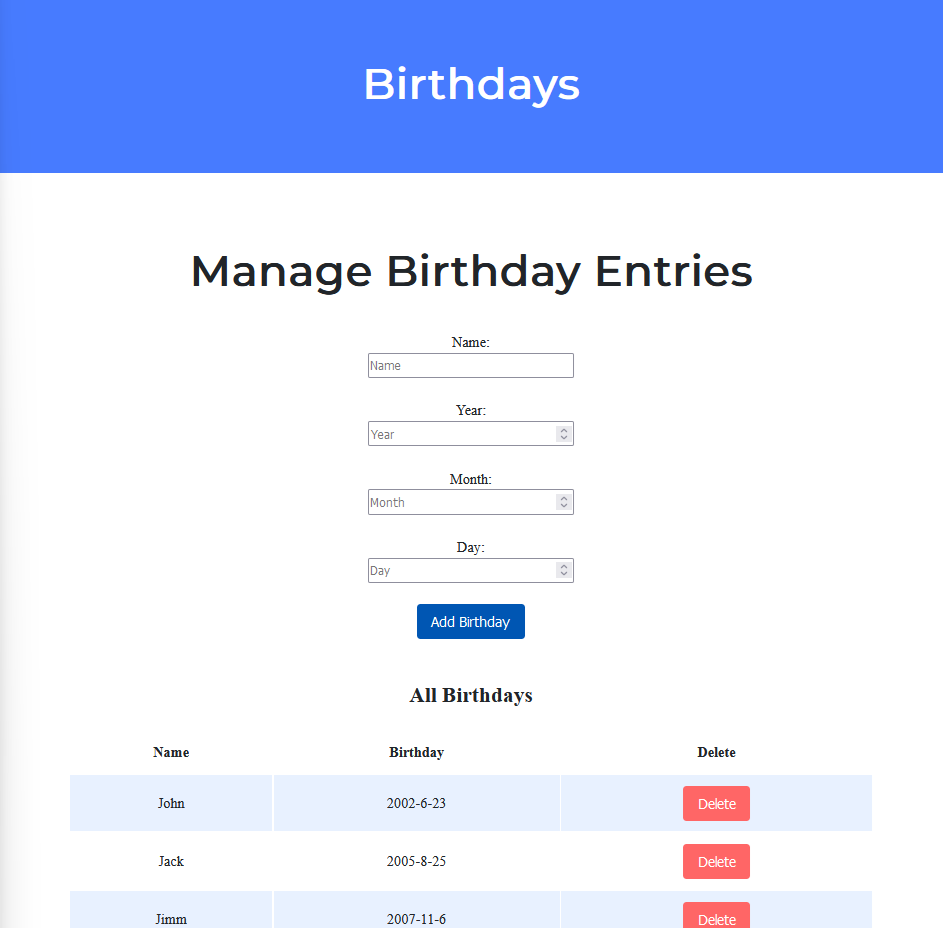 Birthdays
Manage Birthday Entries
Name:
Name
Year:
Year
Month:
Month
Day:
Day
Add Birthday
All Birthdays
Name Birthday Delete
John 2002-6-23 Delete
Jack 2005-8-25 Delete
Jimm 2007-11-6 Delete